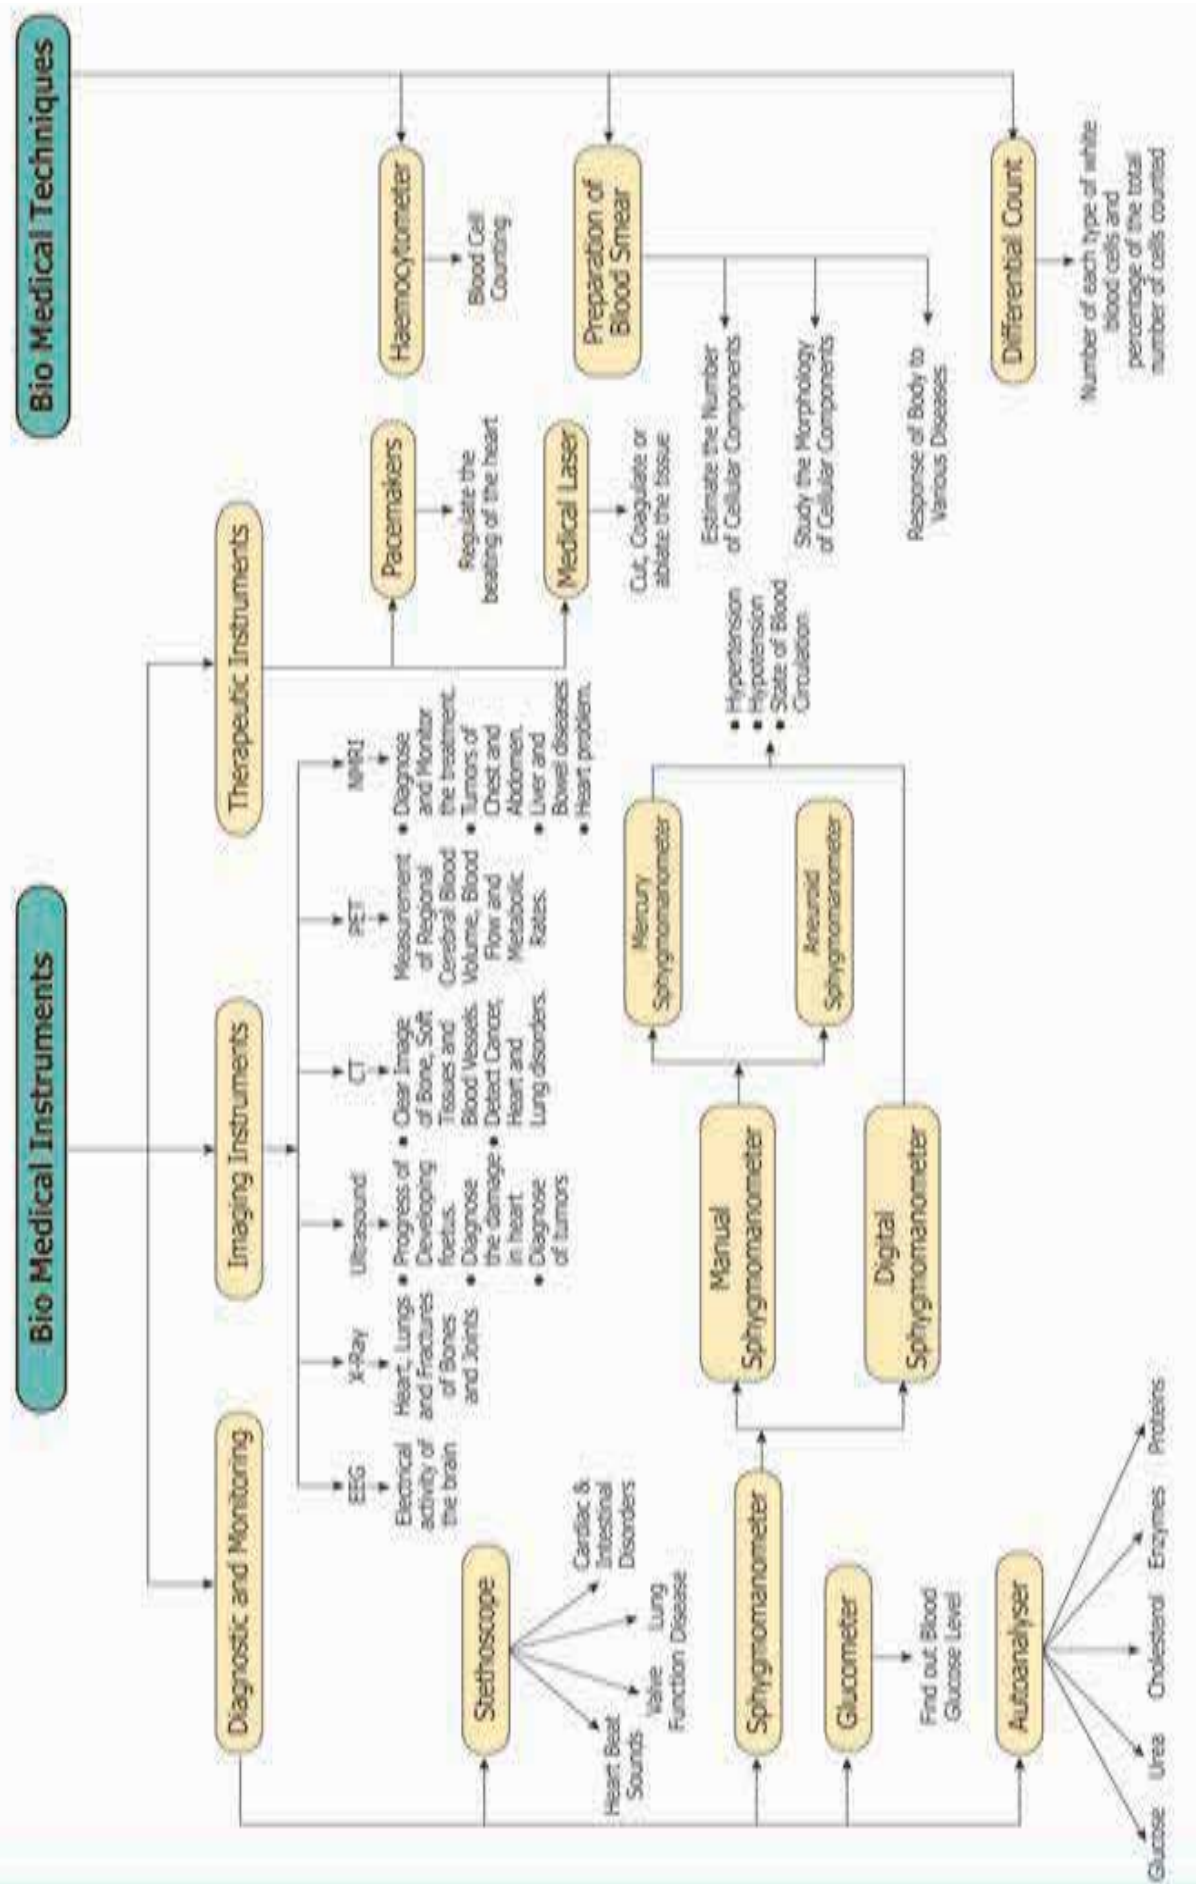 Bio Medical Instruments
Bio Medical Techniques
Diagnostic and Monitoring
Imaging Instruments
Therapeutic Instruments
EEG
Electrical
activity of
the brain
X-Ray
Heart, Lungs
and Fractures
of Bones
and Joints
Ultrasound
• Progress of
Developing
foetus.
• Diagnose
the damage
in heart
• Diagnose
of tumors
CT
• Clear Image
of Bone, Soft
Tissues and
Blood Vessels.
• Detect Cancer,
Heart and
Lung disorders.
PET
Measurement
of Regional
Cerebral Blood
Volume, Blood
Flow and
Metabolic
Rates.
NMRI
• Diagnose
and Monitor
the treatment.
• Tumors of
Chest and
Abdomen.
• Liver and
Bowel diseases
• Heart problem.
Pacemakers
Regulate the
beating of the heart
Medical Laser
Cut, Coagulate or
ablate the tissue
Haemocytometer
Blood Cell
Counting
Preparation of
Blood Smear
Estimate the Number
of Cellular Components
Study the Morphology
of Cellular Components
Response of Body to
Various Diseases
Differential Count
Number of each type of white
blood cells and
percentage of the total
number of cells counted
Stethoscope
Heart Beat
Sounds
Valve
Function
Lung
Disease
Cardiac &
Intestinal
Disorders
Sphygmomanometer
Manual
Sphygmomanometer
Digital
Sphygmomanometer
Mercury
Sphygmomanometer
Aneuroid
Sphygmomanometer
• Hypertension
• Hypotension
• State of Blood
Circulation
Glucometer
Find out Blood
Glucose Level
Autoanalyser
Glucose
Urea
Cholesterol
Enzymes
Proteins